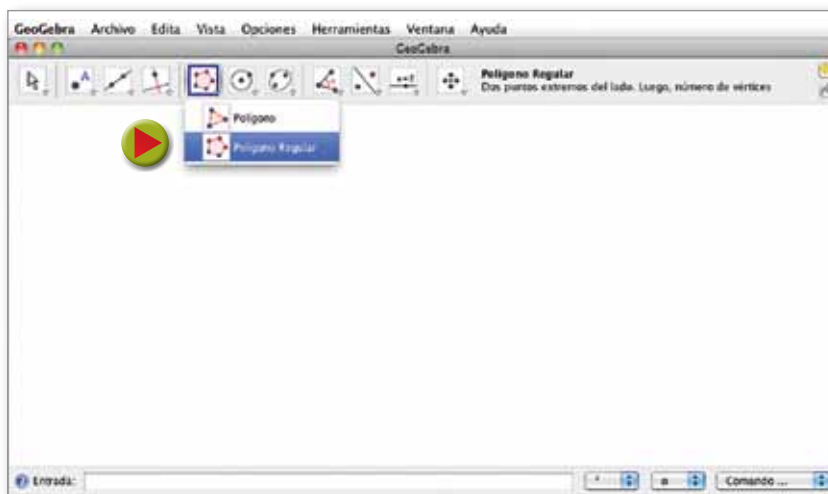 GeoGebra Archivo Edita Vista Opciones Herramientas Ventana Ayuda
GeoGebra
A
a=1
Polígono Regular
Dos puntos extremos del lado. Luego, número de vértices
Polígono
Polígono Regular
Entrada:
° α Comando ...